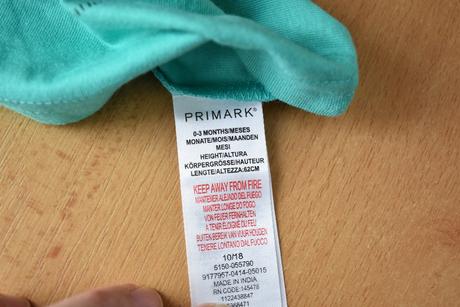 PRIMARK®
0-3 MONTHS/MESES
MONATE/MOIS/MAANDEN
MESI
HEIGHT/ALTURA
KÖRPERGRÖSSE/HAUTEUR
LENGTE/ALTEZZA:62CM
KEEP AWAY FROM FIRE
MANTENER ALEJADO DEL FUEGO
MANTER LONGE DO FOGO
VON FEUER FERNHALTEN
A TENIR ÉLOIGNÉ DU FEU
BUITEN BEREIK VAN VUUR HOUDEN
TENERE LONTANO DAL FUOCO
10/18
5150-055790
9177957-0414-05015
MADE IN INDIA
RN CODE: 145478
1122438847